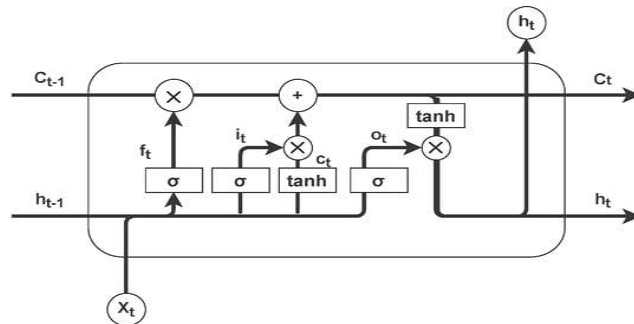 hₜ
Cₜ₋₁
×
+
Cₜ
tanh
fₜ
iₜ
×
cₜ
oₜ
×
σ
σ
tanh
σ
hₜ₋₁
hₜ
Xₜ